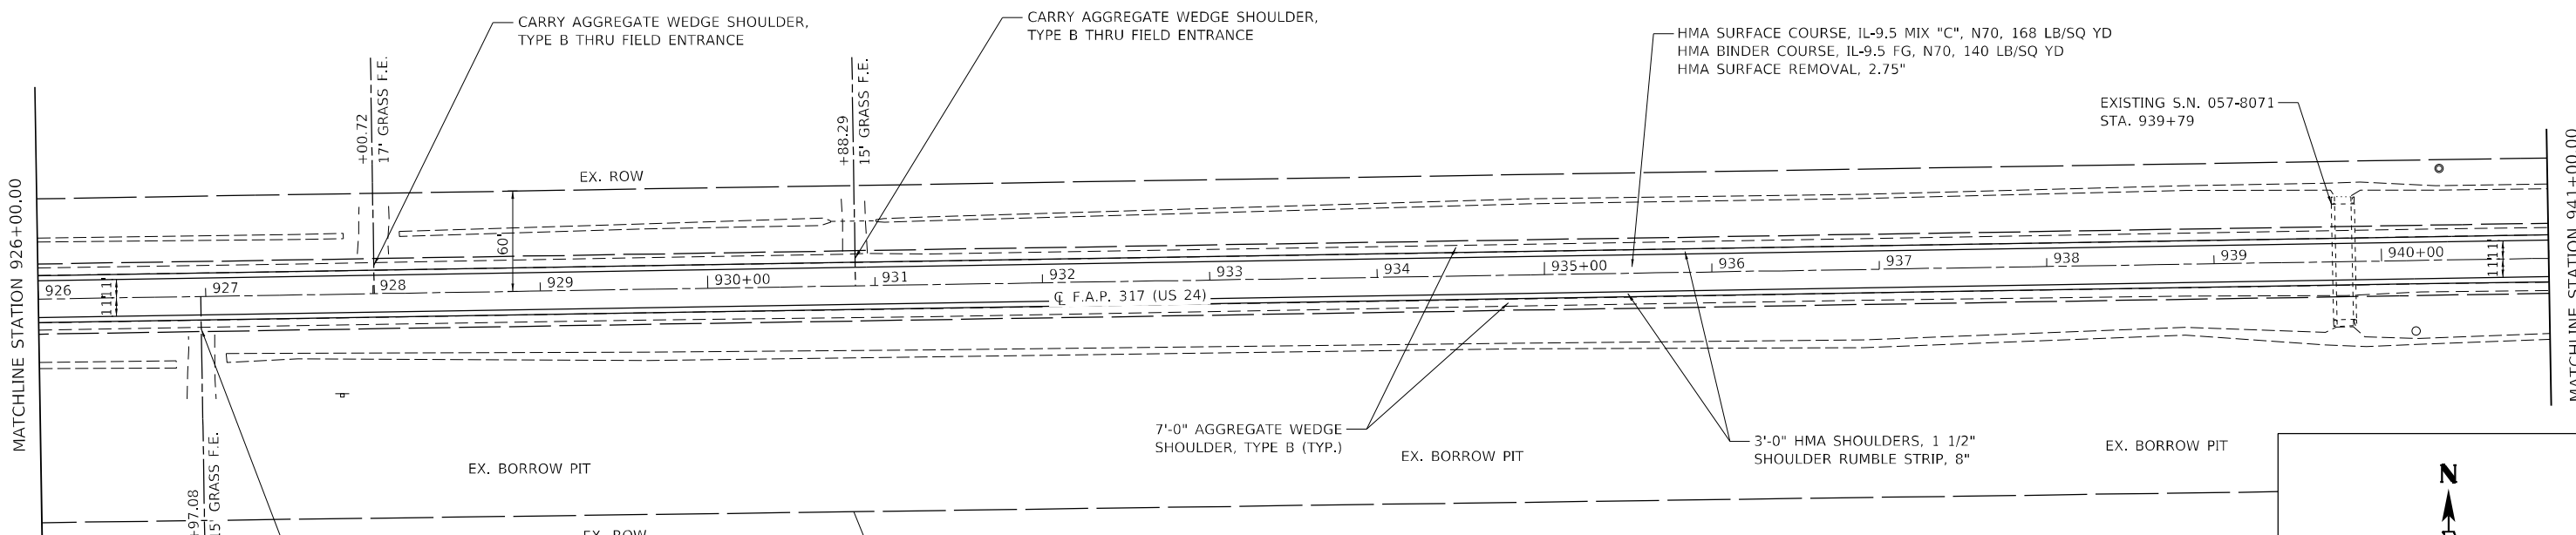 CARRY AGGREGATE WEDGE SHOULDER,
TYPE B THRU FIELD ENTRANCE
CARRY AGGREGATE WEDGE SHOULDER,
TYPE B THRU FIELD ENTRANCE
HMA SURFACE COURSE, IL-9.5 MIX "C", N70, 168 LB/SQ YD
HMA BINDER COURSE, IL-9.5 FG, N70, 140 LB/SQ YD
HMA SURFACE REMOVAL, 2.75"
EXISTING S.N. 057-8071
STA. 939+79
+00.72
17' GRASS F.E.
+88.29
15' GRASS F.E.
MATCHLINE STATION 926+00.00
MATCHLINE STATION 941+00.00
EX. ROW
60'
926
927
928
929
930+00
931
932
933
934
935+00
936
937
938
939
940+00
11'
11'
11'
11'
℄ F.A.P. 317 (US 24)
7'-0" AGGREGATE WEDGE
SHOULDER, TYPE B (TYP.)
3'-0" HMA SHOULDERS, 1 1/2"
SHOULDER RUMBLE STRIP, 8"
EX. BORROW PIT
EX. BORROW PIT
EX. BORROW PIT
+97.08
15' GRASS F.E.
EX. ROW
N